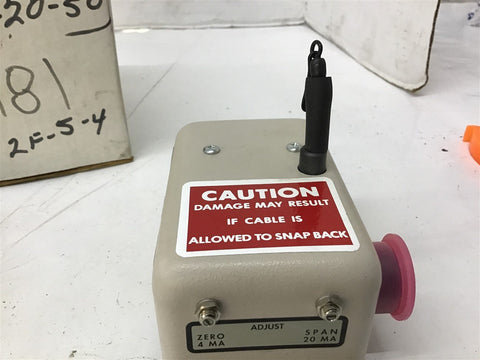 -20-50
181
2F-5-4
CAUTION
DAMAGE MAY RESULT
IF CABLE IS
ALLOWED TO SNAP BACK
ADJUST
ZERO SPAN
4 MA 20 MA